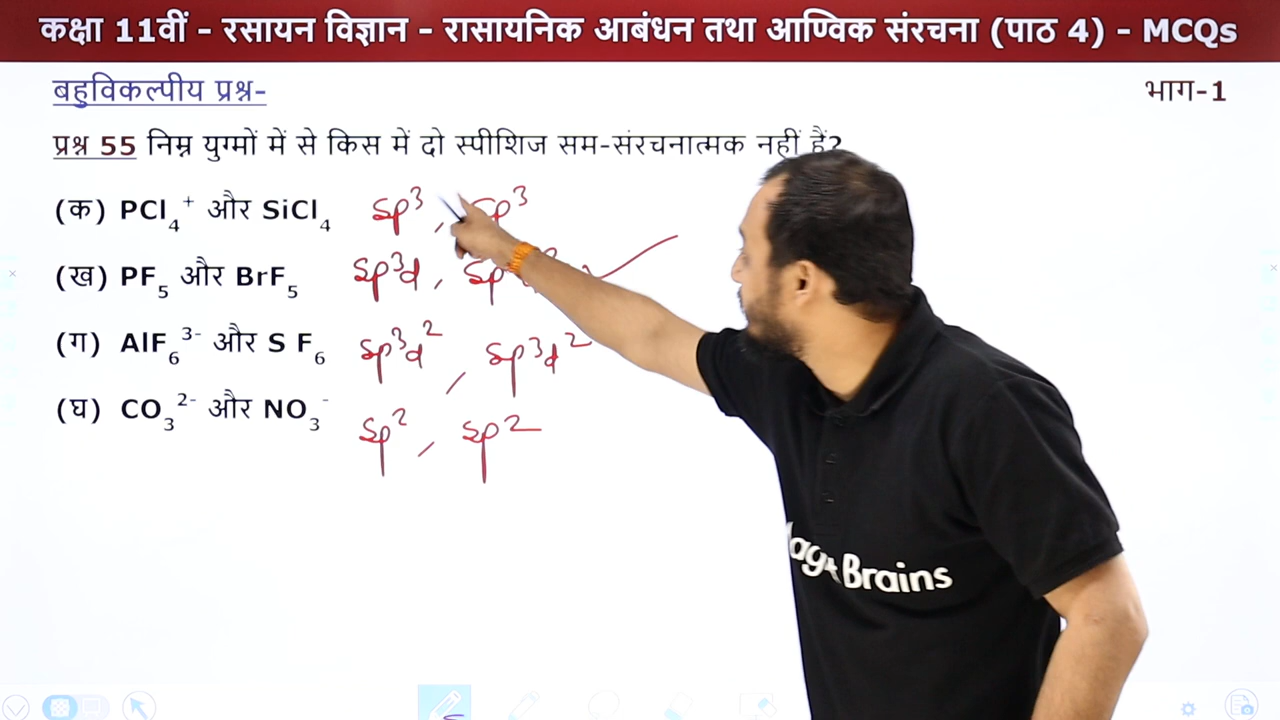 कक्षा 11वीं - रसायन विज्ञान - रासायनिक आबंधन तथा आण्विक संरचना (पाठ 4) - MCQs
बहुविकल्पीय प्रश्न- भाग-1
प्रश्न 55 निम्न युग्मों में से किस में दो स्पीशिज सम-संरचनात्मक नहीं हैं?
(क) PCl₄⁺ और SiCl₄ sp³, sp³
(ख) PF₅ और BrF₅ sp³d,
(ग) AlF₆³⁻ और S F₆ sp³d², sp³d²
(घ) CO₃²⁻ और NO₃⁻ sp², sp²
Brains